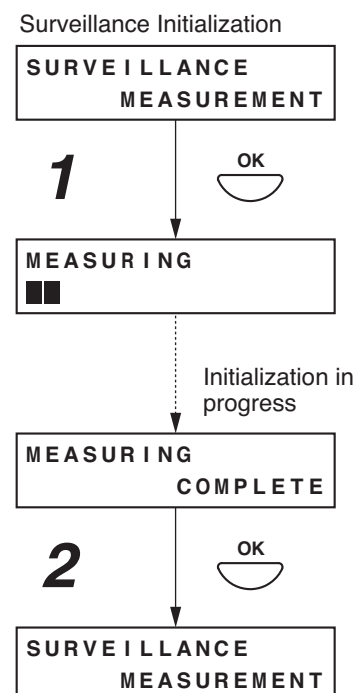 Surveillance Initialization
SURVEILLANCE
MEASUREMENT
1
OK
MEASURING
Initialization in
progress
MEASURING
COMPLETE
2
OK
SURVEILLANCE
MEASUREMENT